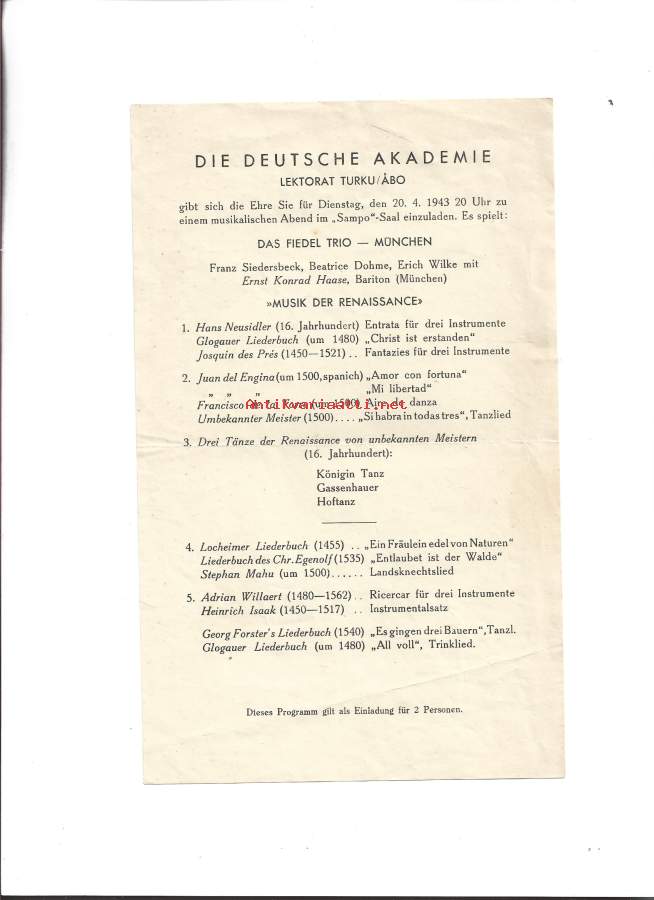 DIE DEUTSCHE AKADEMIE
LEKTORAT TURKU/ÅBO
gibt sich die Ehre Sie für Dienstag, den 20. 4. 1943 20 Uhr zu
einem musikalischen Abend im „Sampo"-Saal einzuladen. Es spielt:
DAS FIEDEL TRIO — MÜNCHEN
Franz Siedersbeck, Beatrice Dohme, Erich Wilke mit
Ernst Konrad Haase, Bariton (München)
»MUSIK DER RENAISSANCE»
1. Hans Neusidler (16. Jahrhundert) Entrata für drei Instrumente
Glogauer Liederbuch (um 1480) „Christ ist erstanden"
Josquin des Prés (1450—1521) .. Fantazies für drei Instrumente
2. Juan del Engina (um 1500, spanich) „Amor con fortuna"
„ „ „ „Mi libertad"
Francisco (um 1500) Aire de danza
Antikvariaatti.net
Umbekannter Meister (1500).... „Si habra in todas tres", Tanzlied
3. Drei Tänze der Renaissance von unbekannten Meistern
(16. Jahrhundert):
Königin Tanz
Gassenhauer
Hoftanz
4. Locheimer Liederbuch (1455) .. „Ein Fräulein edel von Naturen"
Liederbuch des Chr. Egenolf (1535) „Entlaubet ist der Walde"
Stephan Mahu (um 1500)...... Landsknechtslied
5. Adrian Willaert (1480—1562) .. Ricercar für drei Instrumente
Heinrich Isaak (1450—1517) .. Instrumentalsatz
Georg Forster's Liederbuch (1540) „Es gingen drei Bauern", Tanzl.
Glogauer Liederbuch (um 1480) „All voll", Trinklied.
Dieses Programm gilt als Einladung für 2 Personen.